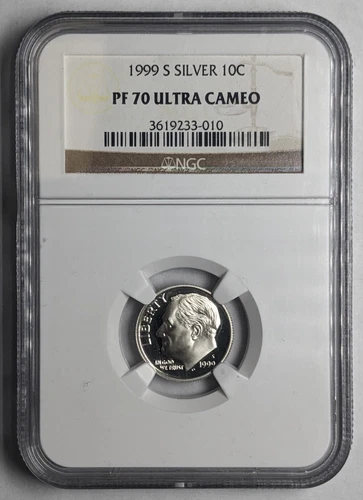 1999 S SILVER 10C
PF 70 ULTRA CAMEO
3619233-010
NGC
LIBERTY
IN GOD
WE TRUST
S
1999